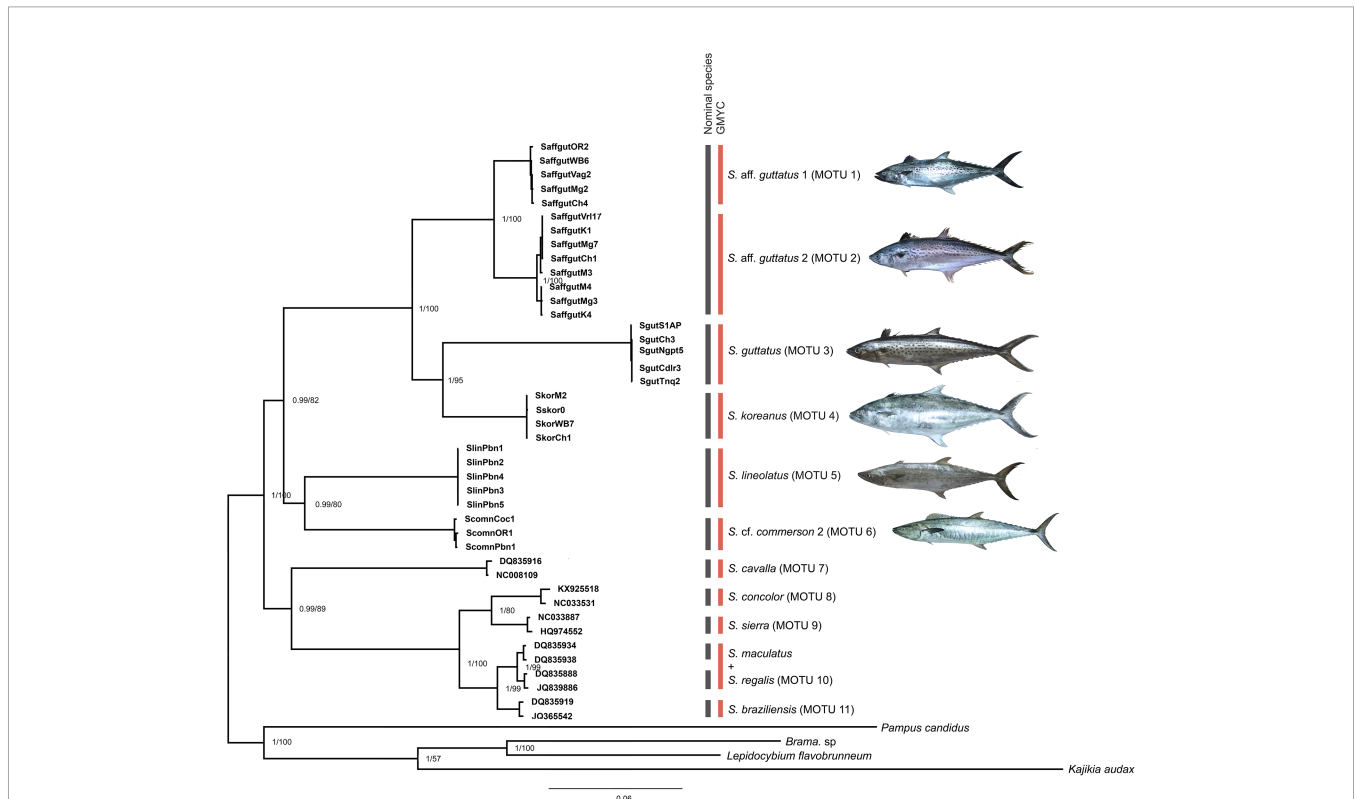 Nominal species
GMYC
SaffgutOR2
SaffgutWB6
SaffgutVag2
SaffgutMg2
SaffgutCh4
S. aff. guttatus 1 (MOTU 1)
1/100
SaffgutVrl17
SaffgutK1
SaffgutMg7
SaffgutCh1
SaffgutM3
1/100
SaffgutM4
SaffgutMg3
SaffgutK4
S. aff. guttatus 2 (MOTU 2)
1/100
SgutS1AP
SgutCh3
SgutNgpt5
SgutCdlr3
SgutTnq2
S. guttatus (MOTU 3)
1/95
SkorM2
Sskor0
SkorWB7
SkorCh1
S. koreanus (MOTU 4)
0.99/82
SlinPbn1
SlinPbn2
SlinPbn4
SlinPbn3
SlinPbn5
S. lineolatus (MOTU 5)
1/100
0.99/80
ScomnCoc1
ScomnOR1
ScomnPbn1
S. cf. commerson 2 (MOTU 6)
DQ835916
NC008109
S. cavalla (MOTU 7)
0.99/89
KX925518
NC033531
S. concolor (MOTU 8)
1/80
NC033887
HQ974552
S. sierra (MOTU 9)
1/100
DQ835934
DQ835938
S. maculatus
+
1/99
DQ835888
JQ839886
S. regalis (MOTU 10)
1/99
DQ835919
JQ365542
S. braziliensis (MOTU 11)
Pampus candidus
1/100
Brama. sp
1/100
Lepidocybium flavobrunneum
1/57
Kajikia audax
0.06